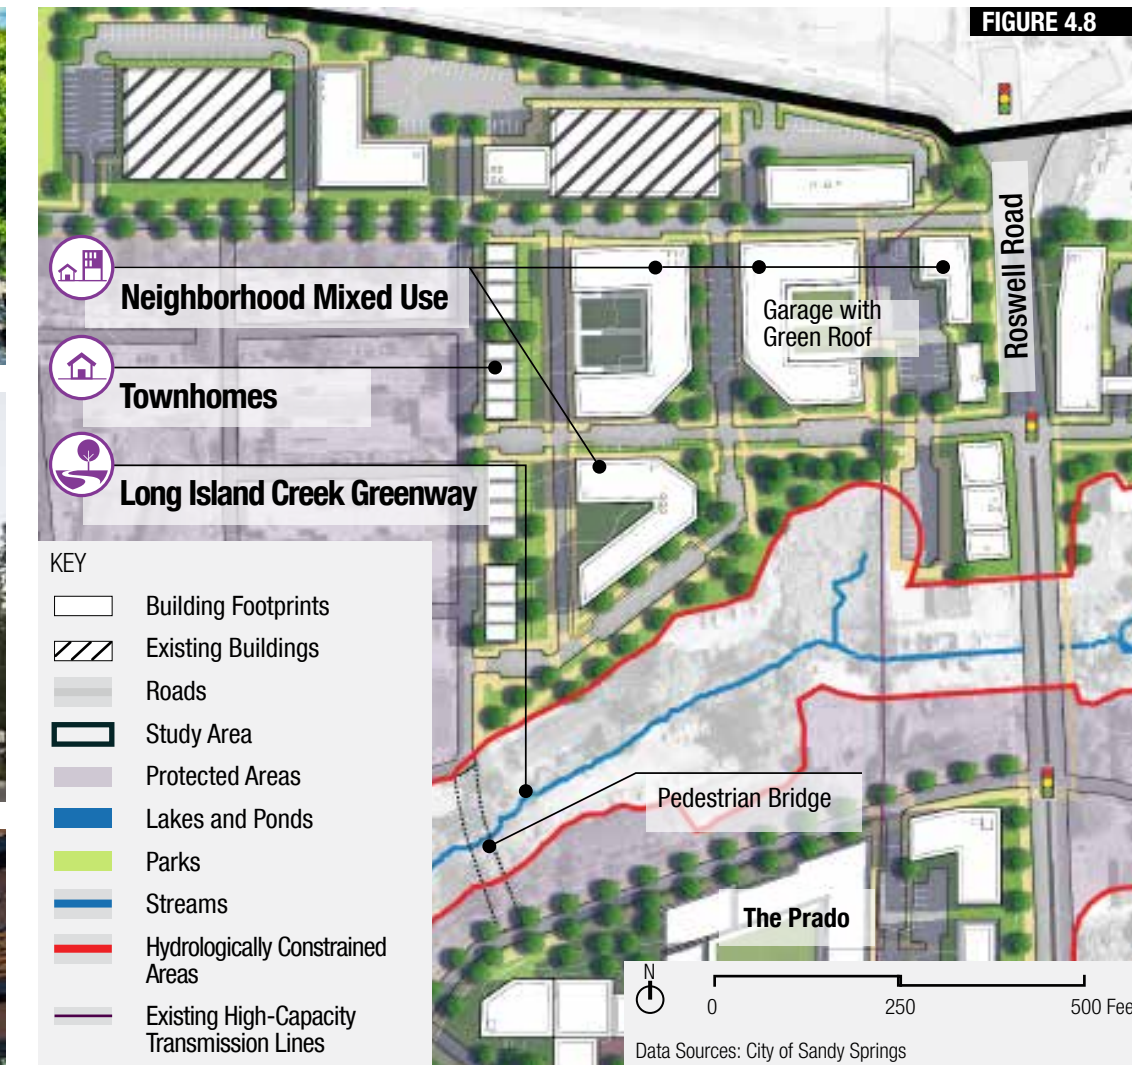 FIGURE 4.8
Roswell Road
Neighborhood Mixed Use
Garage with
Green Roof
Townhomes
Long Island Creek Greenway
KEY
Building Footprints
Existing Buildings
Roads
Study Area
Protected Areas
Lakes and Ponds
Parks
Streams
Hydrologically Constrained
Areas
Existing High-Capacity
Transmission Lines
Pedestrian Bridge
The Prado
N
0 250 500 Fee
Data Sources: City of Sandy Springs